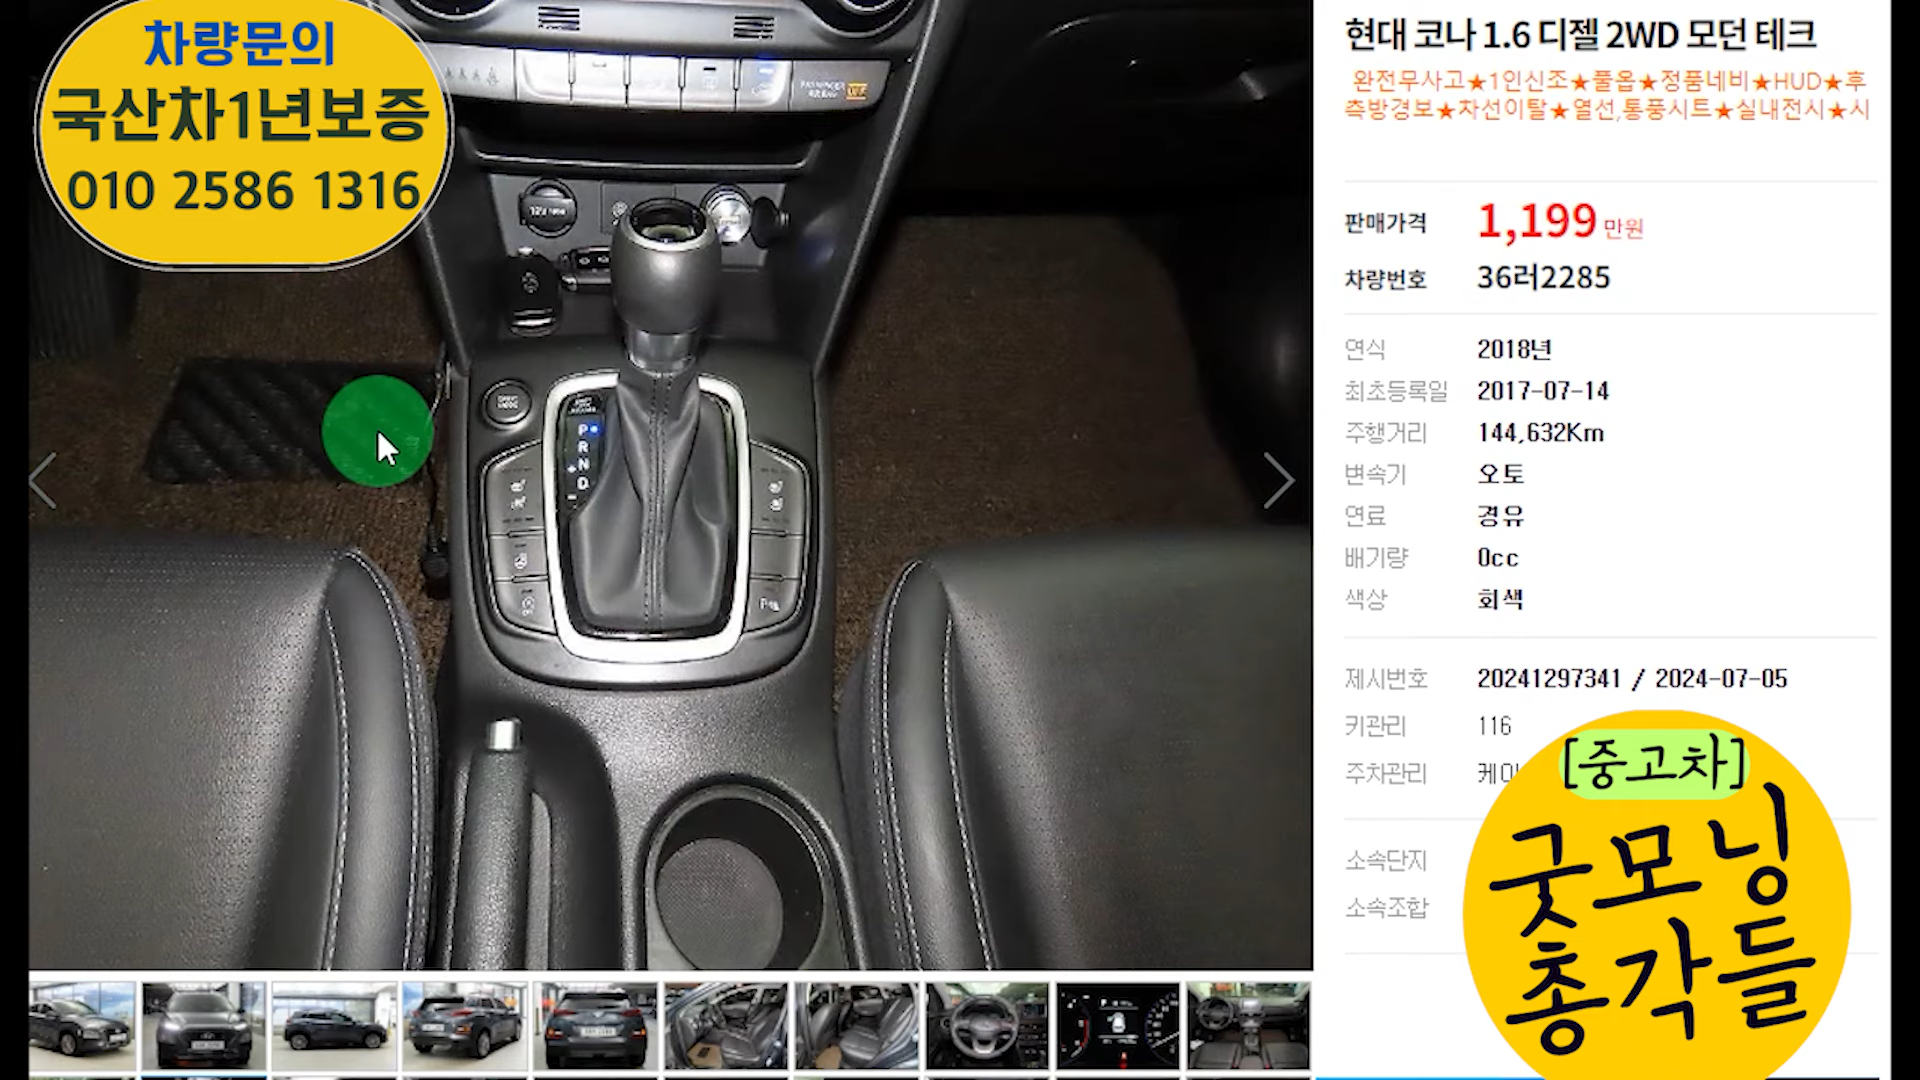 차량문의
국산차1년보증
010 2586 1316
현대 코나 1.6 디젤 2WD 모던 테크
완전무사고★1인신조★풀옵★정품네비★HUD★후
측방경보★차선이탈★열선,통풍시트★실내전시★시
판매가격 1,199 만원
차량번호 36러2285
연식 2018년
최초등록일 2017-07-14
주행거리 144,632Km
변속기 오토
연료 경유
배기량 0cc
색상 회색
제시번호 20241297341 / 2024-07-05
키관리 116
주차관리
소속단지
소속조합
[중고차]
굿모닝
총각들
P
R
N
D